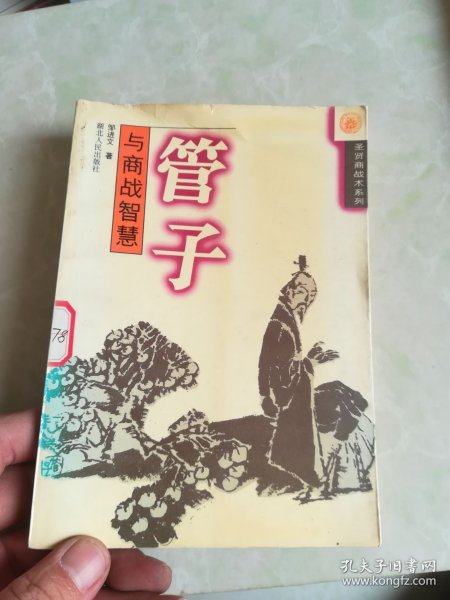 圣贤商战术系列
管子
与商战智慧
邹进文 著
湖北人民出版社
78
孔夫子旧书网
www.kongfz.com